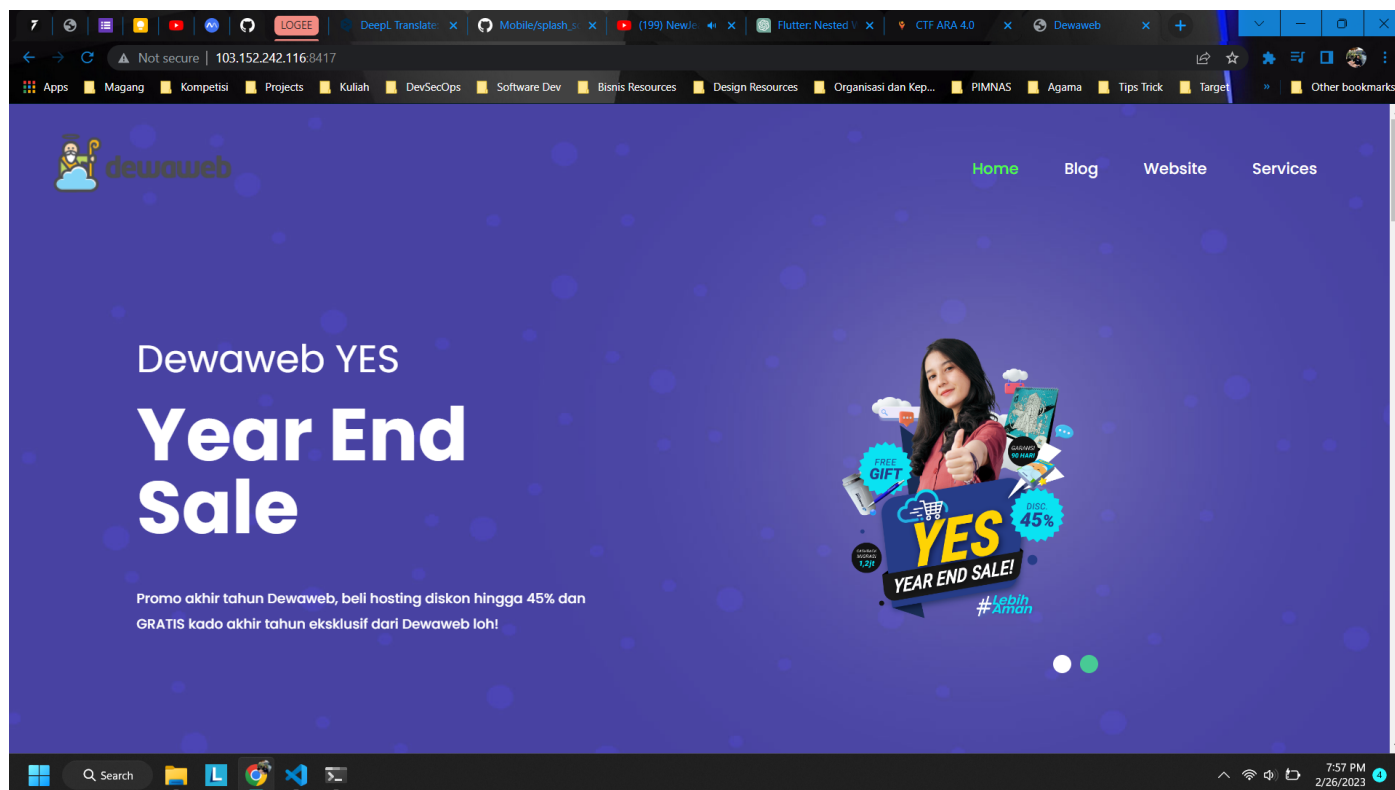 LOGEE
DeepL Translate:
Mobile/splash_sc
(199) NewJe
Flutter: Nested V
CTF ARA 4.0
Dewaweb
Not secure
103.152.242.116:8417
Apps
Magang
Kompetisi
Projects
Kuliah
DevSecOps
Software Dev
Bisnis Resources
Design Resources
Organisasi dan Kep...
PIMNAS
Agama
Tips Trick
Target
»
Other bookmarks
dewaweb
Home
Blog
Website
Services
Dewaweb YES
Year End
Sale
Promo akhir tahun Dewaweb, beli hosting diskon hingga 45% dan
GRATIS kado akhir tahun eksklusif dari Dewaweb loh!
FREE
GIFT
GARANSI
90 HARI
DISC.
45%
1,2jt
YES
YEAR END SALE!
#Lebih
Aman
Search
7:57 PM
2/26/2023
4